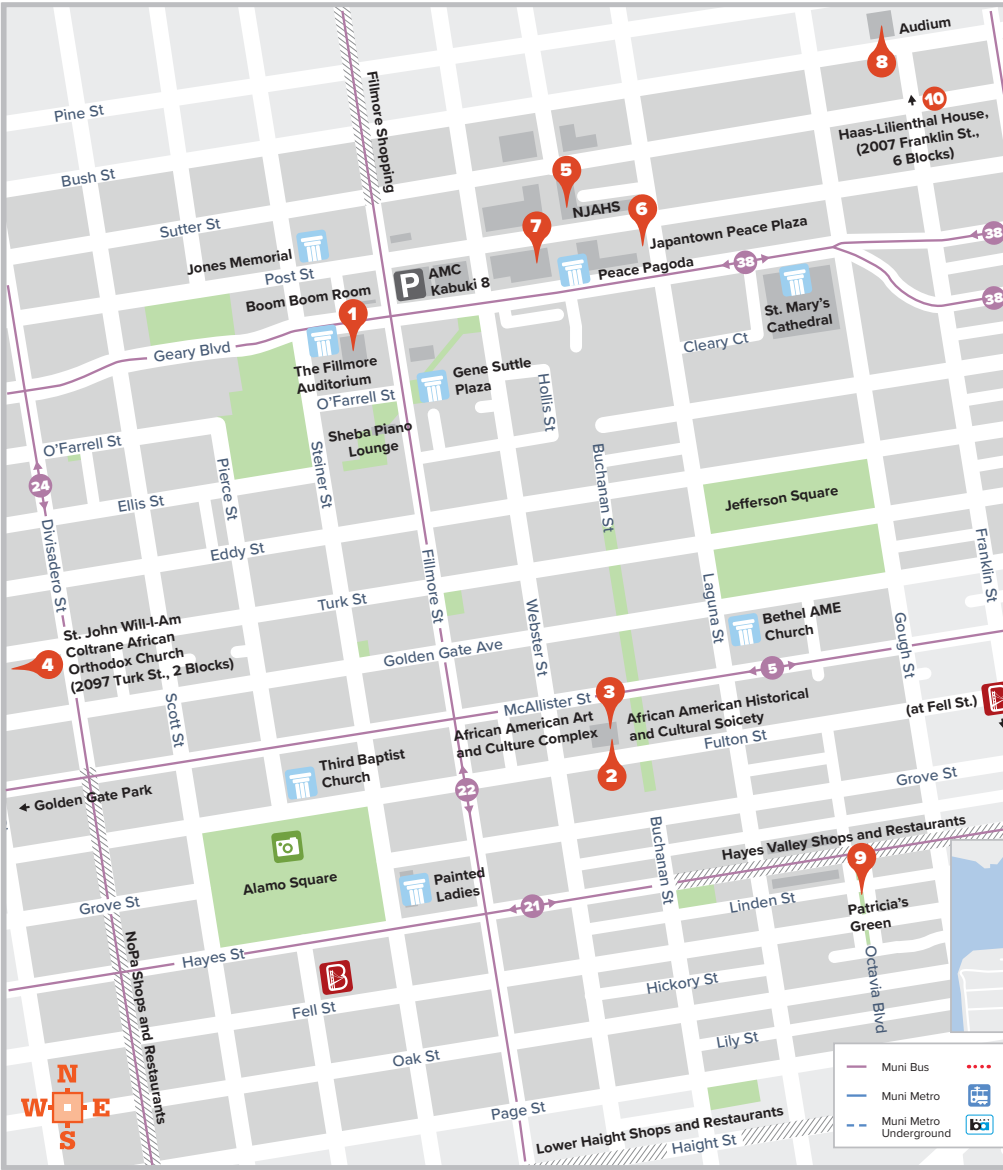 Audium
8
10
Haas-Lilienthal House,
(2007 Franklin St.,
6 Blocks)
Pine St
Fillmore Shopping
Bush St
5
NJAHS
6
Sutter St
7
Japantown Peace Plaza
38
Jones Memorial
Post St
P
AMC
Kabuki 8
Peace Pagoda
38
St. Mary's
Cathedral
38
Boom Boom Room
1
Geary Blvd
The Fillmore
Auditorium
O'Farrell St
Gene Suttle
Plaza
Cleary Ct
Hollis St
Sheba Piano
Lounge
O'Farrell St
Steiner St
Pierce St
Buchanan St
24
Ellis St
Jefferson Square
Divisadero St
Eddy St
Fillmore St
Franklin St
Turk St
Webster St
Laguna St
Bethel AME
Church
Gough St
St. John Will-I-Am
Coltrane African
Orthodox Church
(2097 Turk St., 2 Blocks)
4
Golden Gate Ave
5
Scott St
McAllister St
3
African American Art
and Culture Complex
African American Historical
and Cultural Soiciety
(at Fell St.)
B
Fulton St
2
Third Baptist
Church
22
Grove St
Golden Gate Park
Buchanan St
Hayes Valley Shops and Restaurants
9
Alamo Square
Painted
Ladies
21
Linden St
Patricia's
Green
Grove St
NoPa Shops and Restaurants
Hayes St
B
Octavia Blvd
Hickory St
Fell St
Lily St
Oak St
N
W E
S
Page St
Lower Height Shops and Restaurants
Haight St
Muni Bus
Muni Metro
Muni Metro
Underground
ba